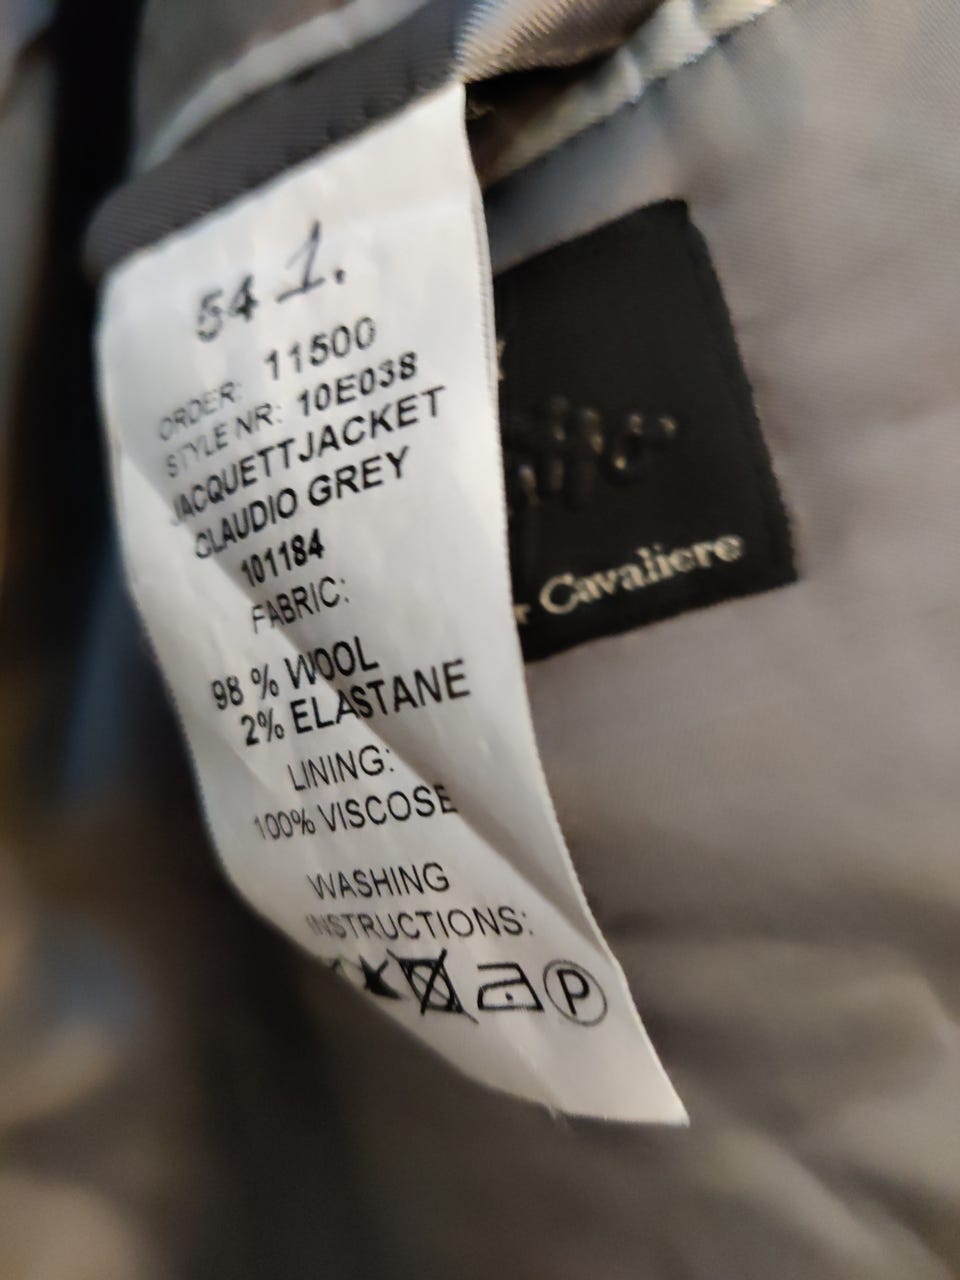 54 1.
ORDER: 11500
STYLE NR: 10E038
JACQUETTJACKET
CLAUDIO GREY
101184
FABRIC:
98 % WOOL
2% ELASTANE
LINING:
100% VISCOSE
WASHING
INSTRUCTIONS:
P
Cavaliere